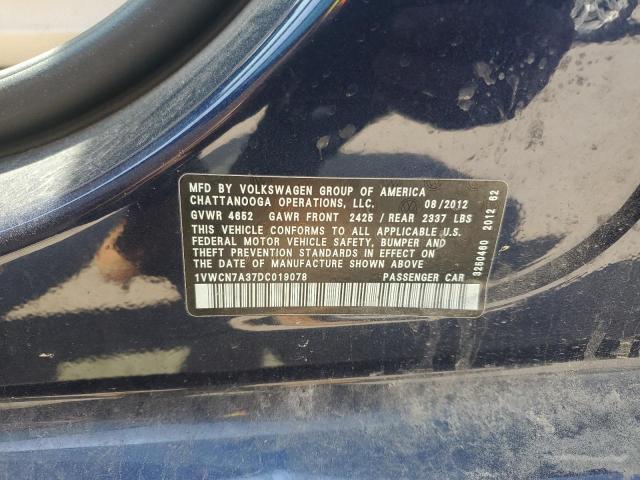 MFD BY VOLKSWAGEN GROUP OF AMERICA
CHATTANOOGA OPERATIONS, LLC. 08/2012
GVWR 4652 GAWR FRONT 2425 / REAR 2337 LBS
THIS VEHICLE CONFORMS TO ALL APPLICABLE U.S.
FEDERAL MOTOR VEHICLE SAFETY, BUMPER AND
THEFT PREVENTION STANDARDS IN EFFECT
ON THE DATE OF MANUFACTURE SHOWN ABOVE
1VWCN7A37DC019078 PASSENGER CAR
3260460 2012 62